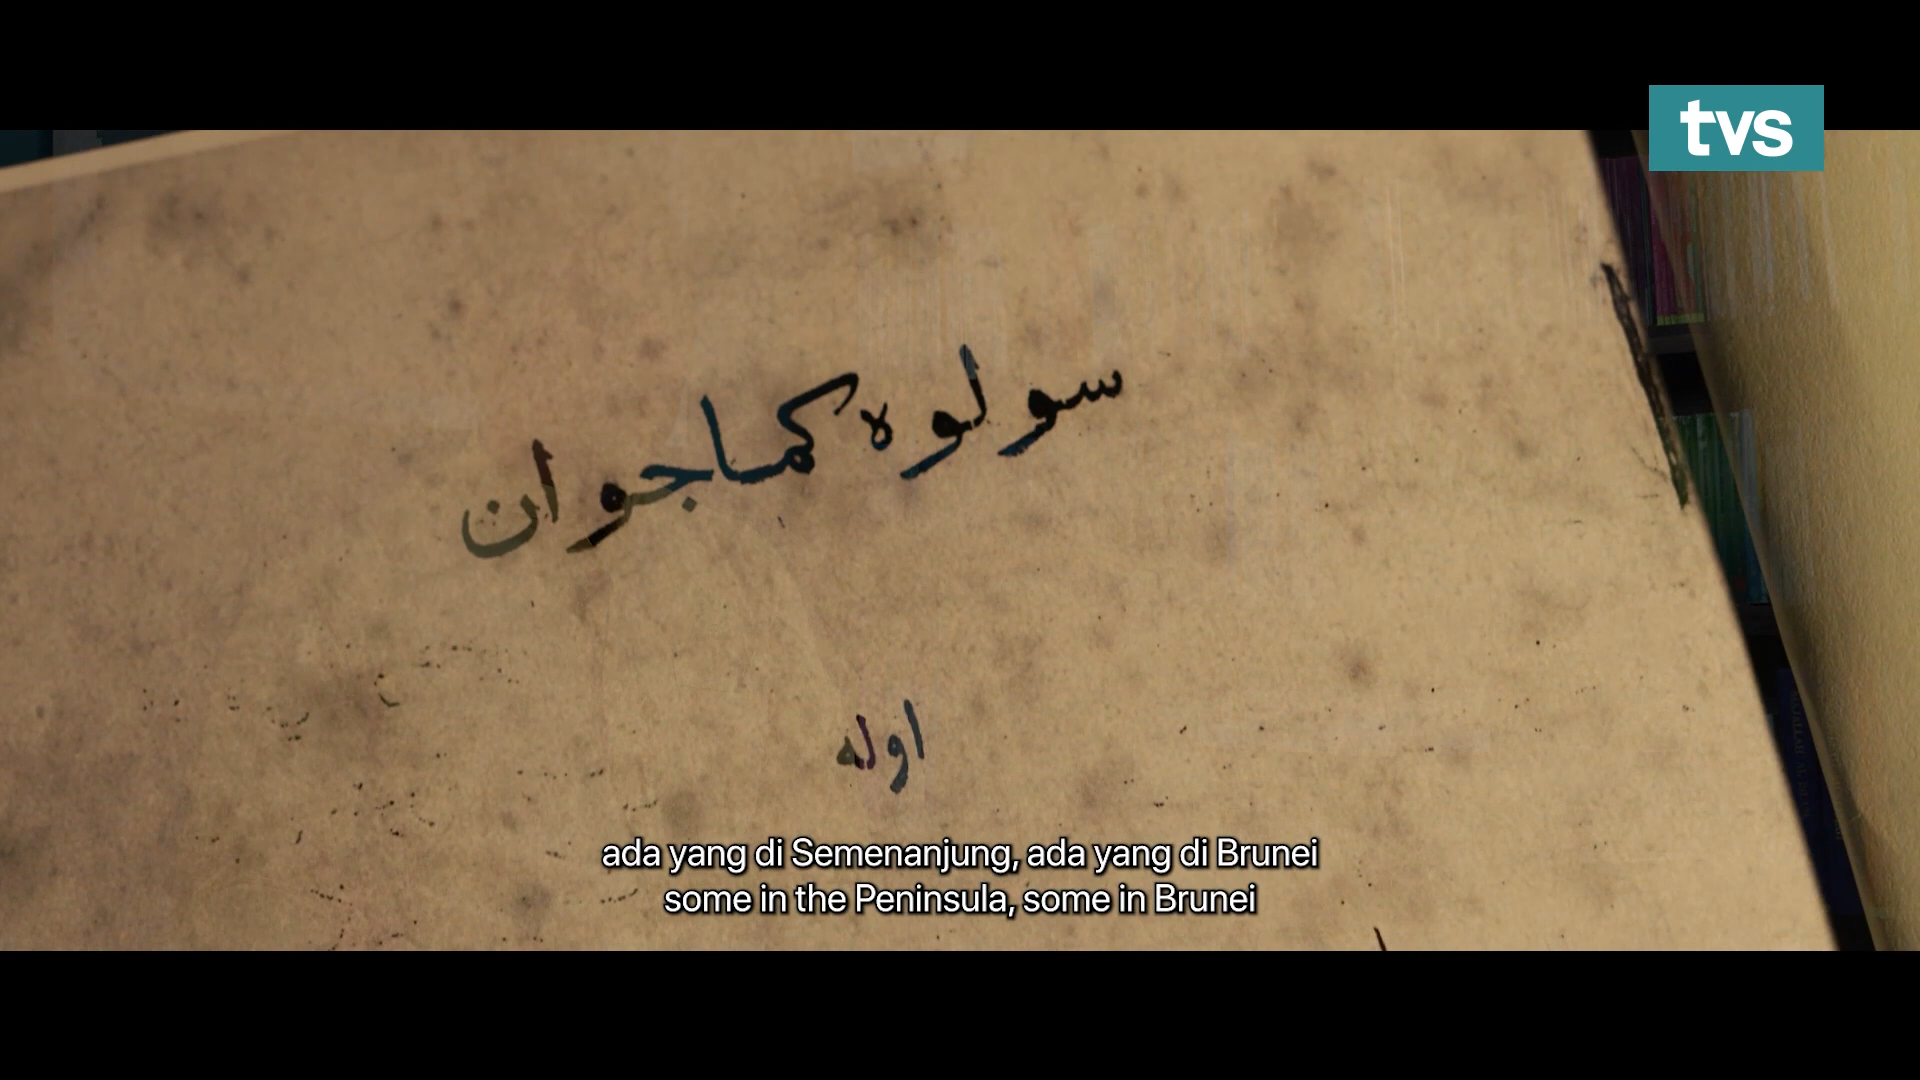 tvs
سولوه كماجوان
اوله
ada yang di Semenanjung, ada yang di Brunei
some in the Peninsula, some in Brunei